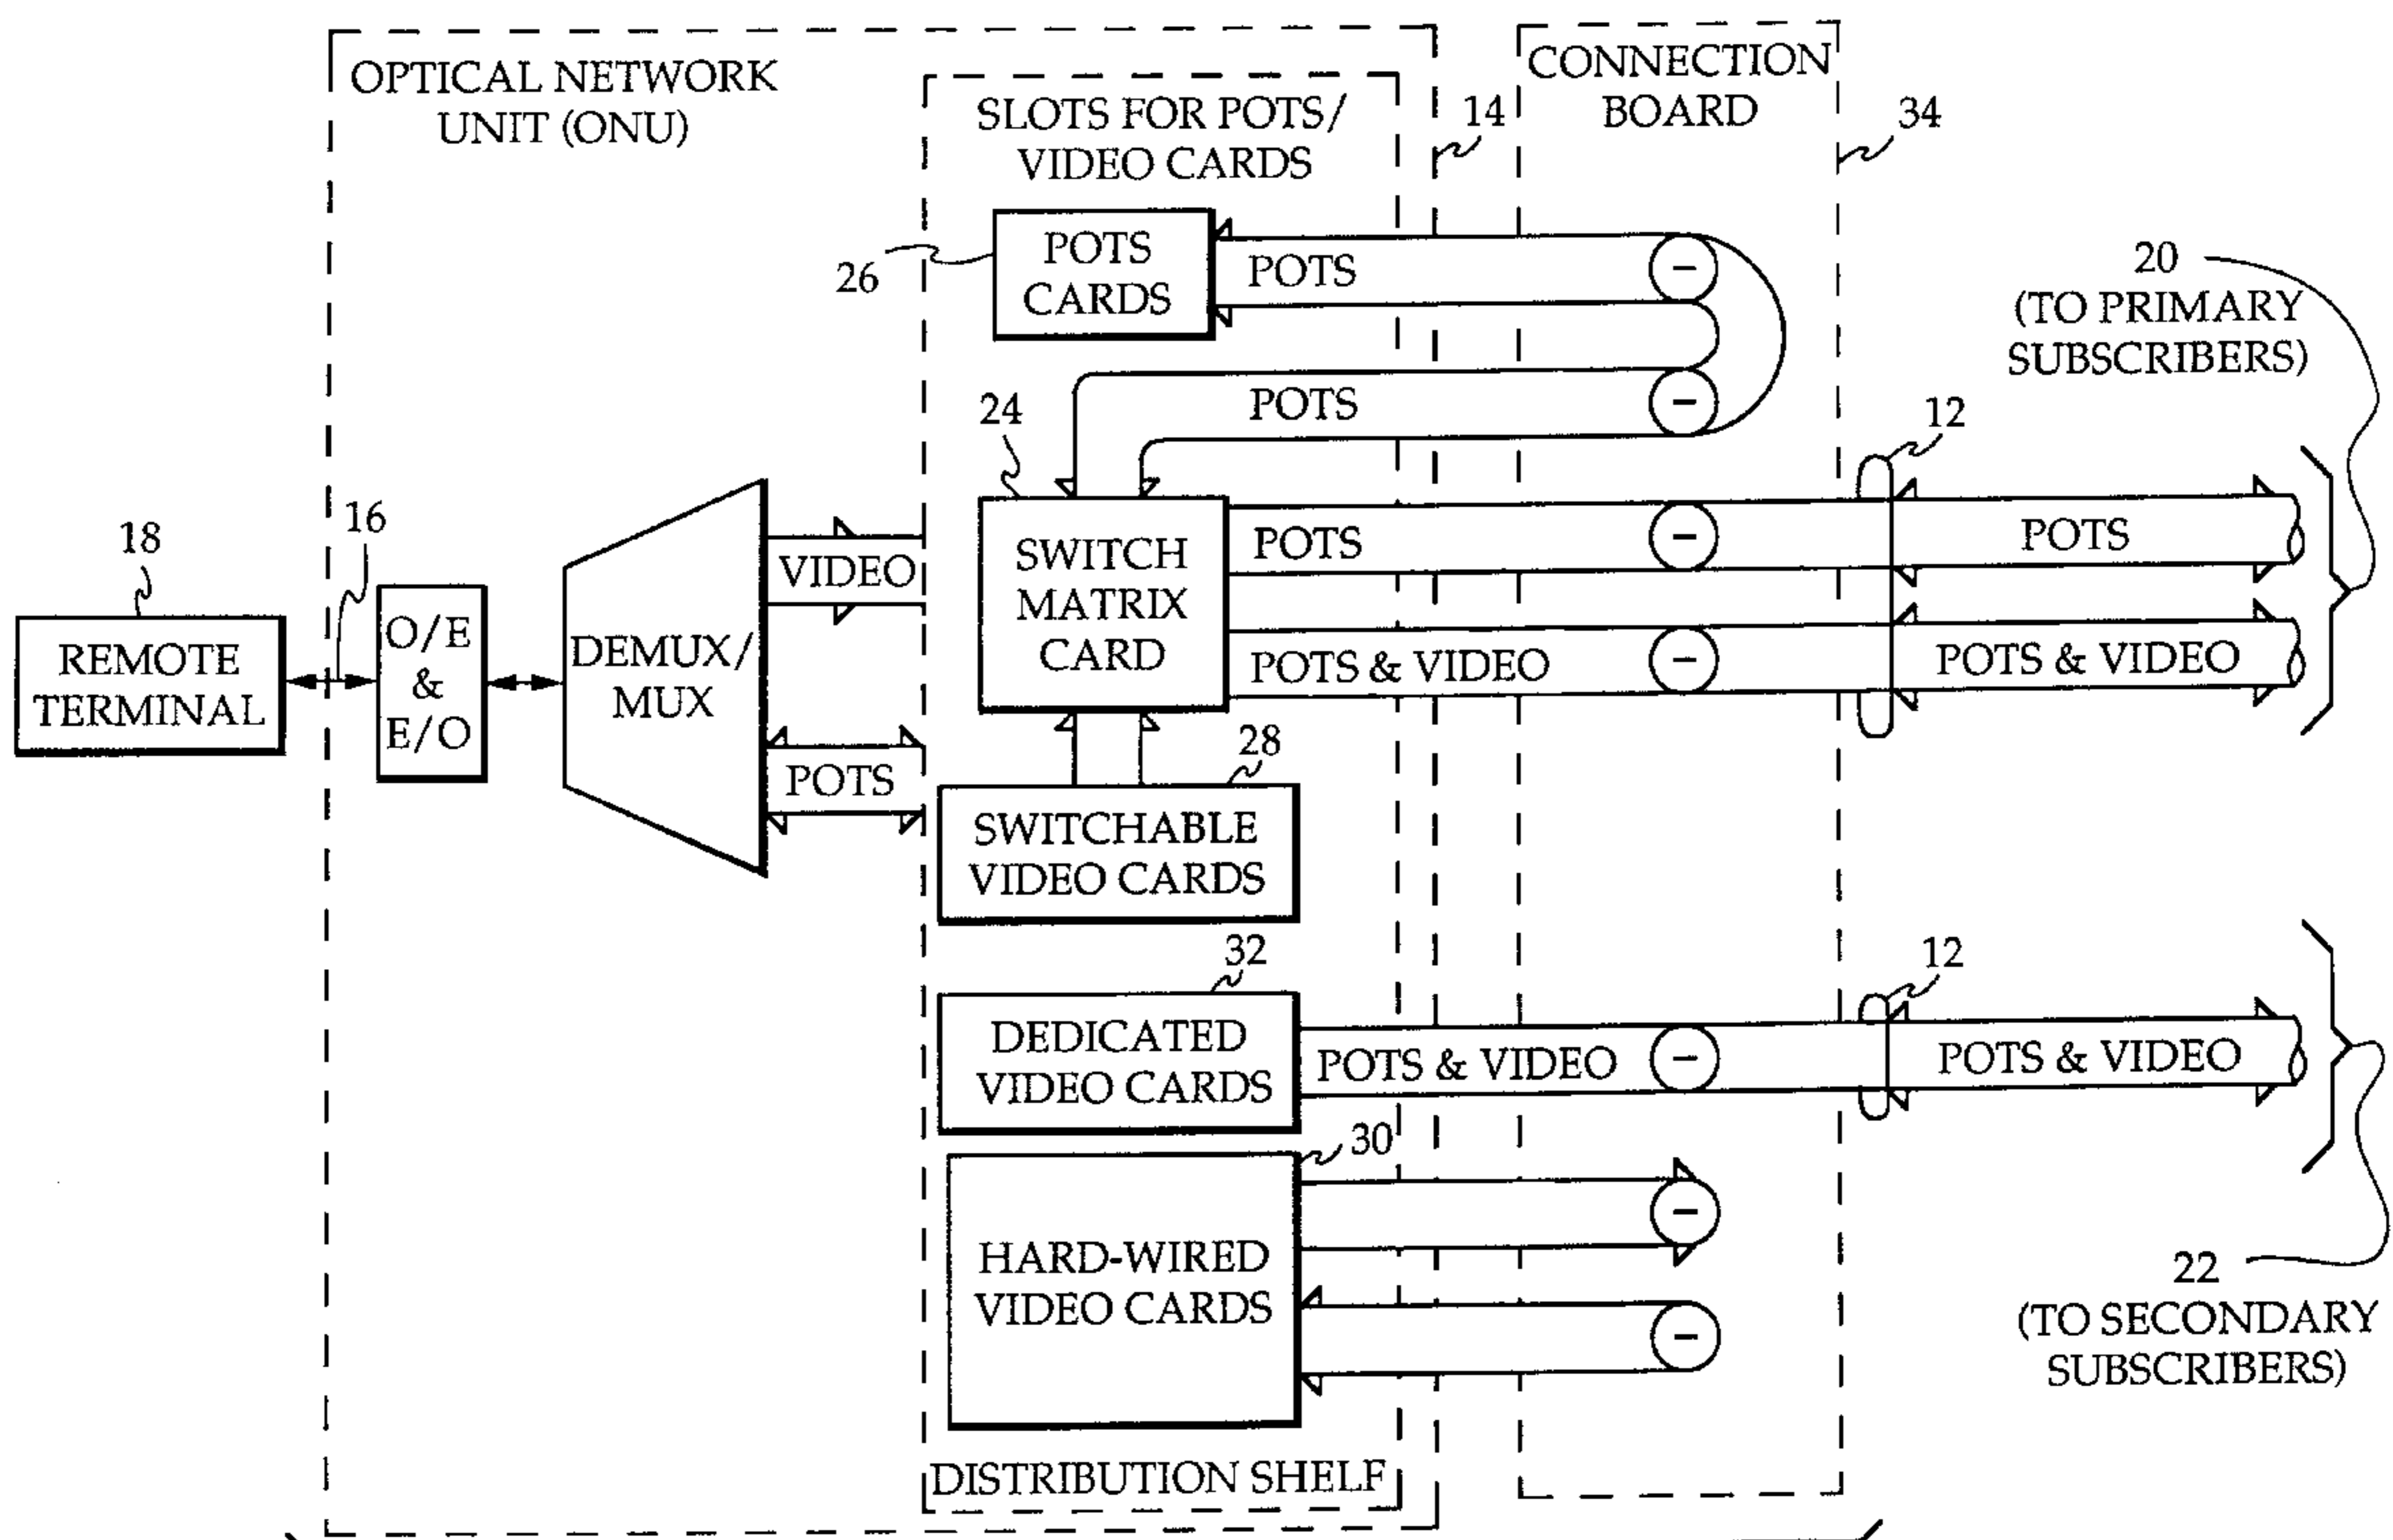 OPTICAL NETWORK
UNIT (ONU)
SLOTS FOR POTS/
VIDEO CARDS
14
CONNECTION
BOARD
34
26
POTS
CARDS
POTS
20
(TO PRIMARY
SUBSCRIBERS)
POTS
24
12
18
16
VIDEO
SWITCH
MATRIX
CARD
POTS
POTS
REMOTE
TERMINAL
O/E
&
E/O
DEMUX/
MUX
POTS & VIDEO
POTS & VIDEO
POTS
28
SWITCHABLE
VIDEO CARDS
32
12
DEDICATED
VIDEO CARDS
POTS & VIDEO
POTS & VIDEO
30
HARD-WIRED
VIDEO CARDS
22
(TO SECONDARY
SUBSCRIBERS)
DISTRIBUTION SHELF